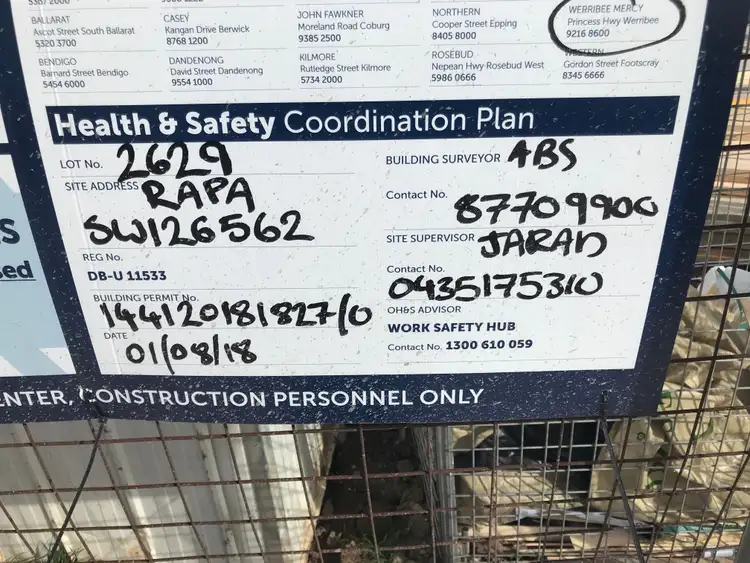 BALLARAT
Ascot Street South Ballarat
5320 3700
CASEY
Kangan Drive Berwick
8768 1200
JOHN FAWKNER
Moreland Road Coburg
9385 2500
NORTHERN
Cooper Street Epping
8405 8000
WERRIBEE MERCY
Princess Hwy Werribee
9216 8600
BENDIGO
Barnard Street Bendigo
5454 6000
DANDENONG
David Street Dandenong
9554 1000
KILMORE
Rutledge Street Kilmore
5734 2000
ROSEBUD
Nepean Hwy Rosebud West
5986 0666
WESTERN
Gordon Street Footscray
8345 6666
Health & Safety Coordination Plan
LOT No. 2629
SITE ADDRESS RAPA
SW126562
REG No.
DB-U 11533
BUILDING PERMIT No.
144120181827/0
DATE 01/08/18
BUILDING SURVEYOR ABS
Contact No. 87709900
SITE SUPERVISOR JARAD
Contact No.
0435175310
OH&S ADVISOR
WORK SAFETY HUB
Contact No. 1300 610 059
ENTER, CONSTRUCTION PERSONNEL ONLY